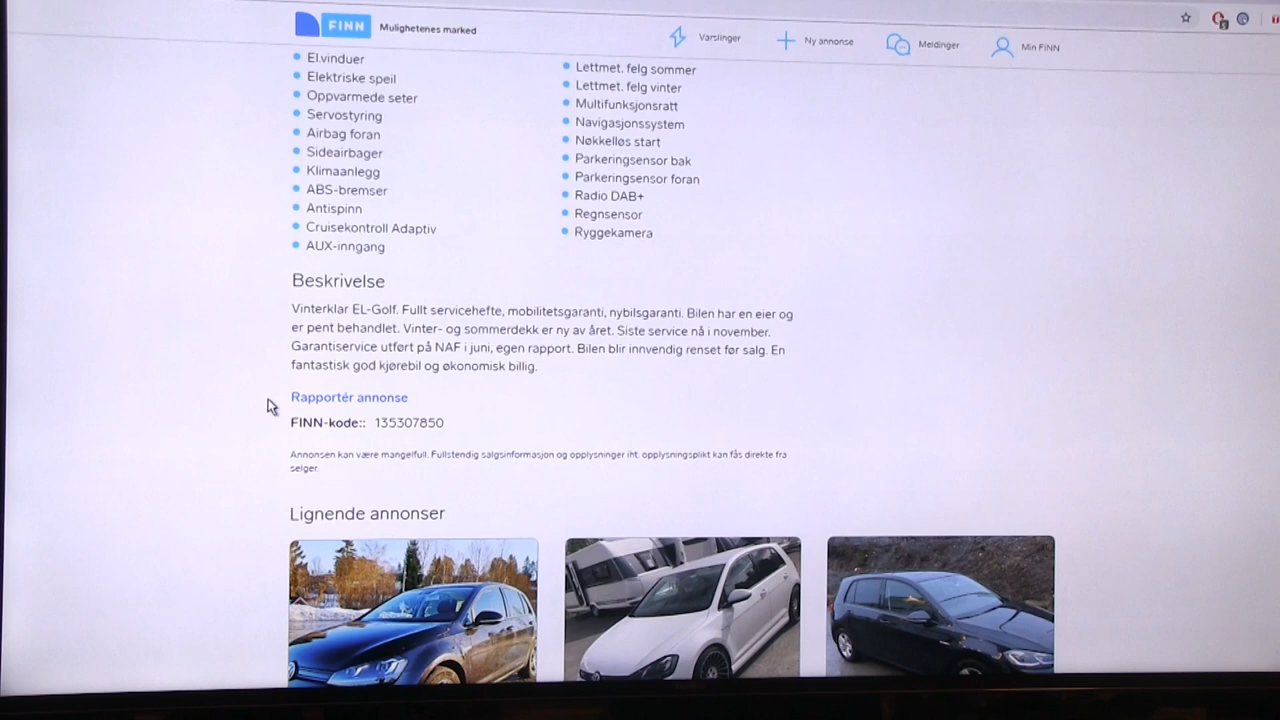 FINN
Mulighetenes marked
Varslinger
Ny annonse
Meldinger
Min FINN
El.vinduer
Elektriske speil
Oppvarmede seter
Servostyring
Airbag foran
Sideairbager
Klimaanlegg
ABS-bremser
Antispinn
Cruisekontroll Adaptiv
AUX-inngang
Lettmet. felg sommer
Lettmet. felg vinter
Multifunksjonsratt
Navigasjonssystem
Nøkkelløs start
Parkeringsensor bak
Parkeringsensor foran
Radio DAB+
Regnsensor
Ryggekamera
Beskrivelse
Vinterklar EL-Golf. Fullt servicehefte, mobilitetsgaranti, nybilsgaranti. Bilen har en eier og
er pent behandlet. Vinter- og sommerdekk er ny av året. Siste service nå i november.
Garantiservice utført på NAF i juni, egen rapport. Bilen blir innvendig renset før salg. En
fantastisk god kjørebil og økonomisk billig.
Rapportér annonse
FINN-kode:: 135307850
Annonsen kan være mangelfull. Fullstendig salgsinformasjon og opplysninger iht. opplysningsplikt kan fås direkte fra
selger.
Lignende annonser